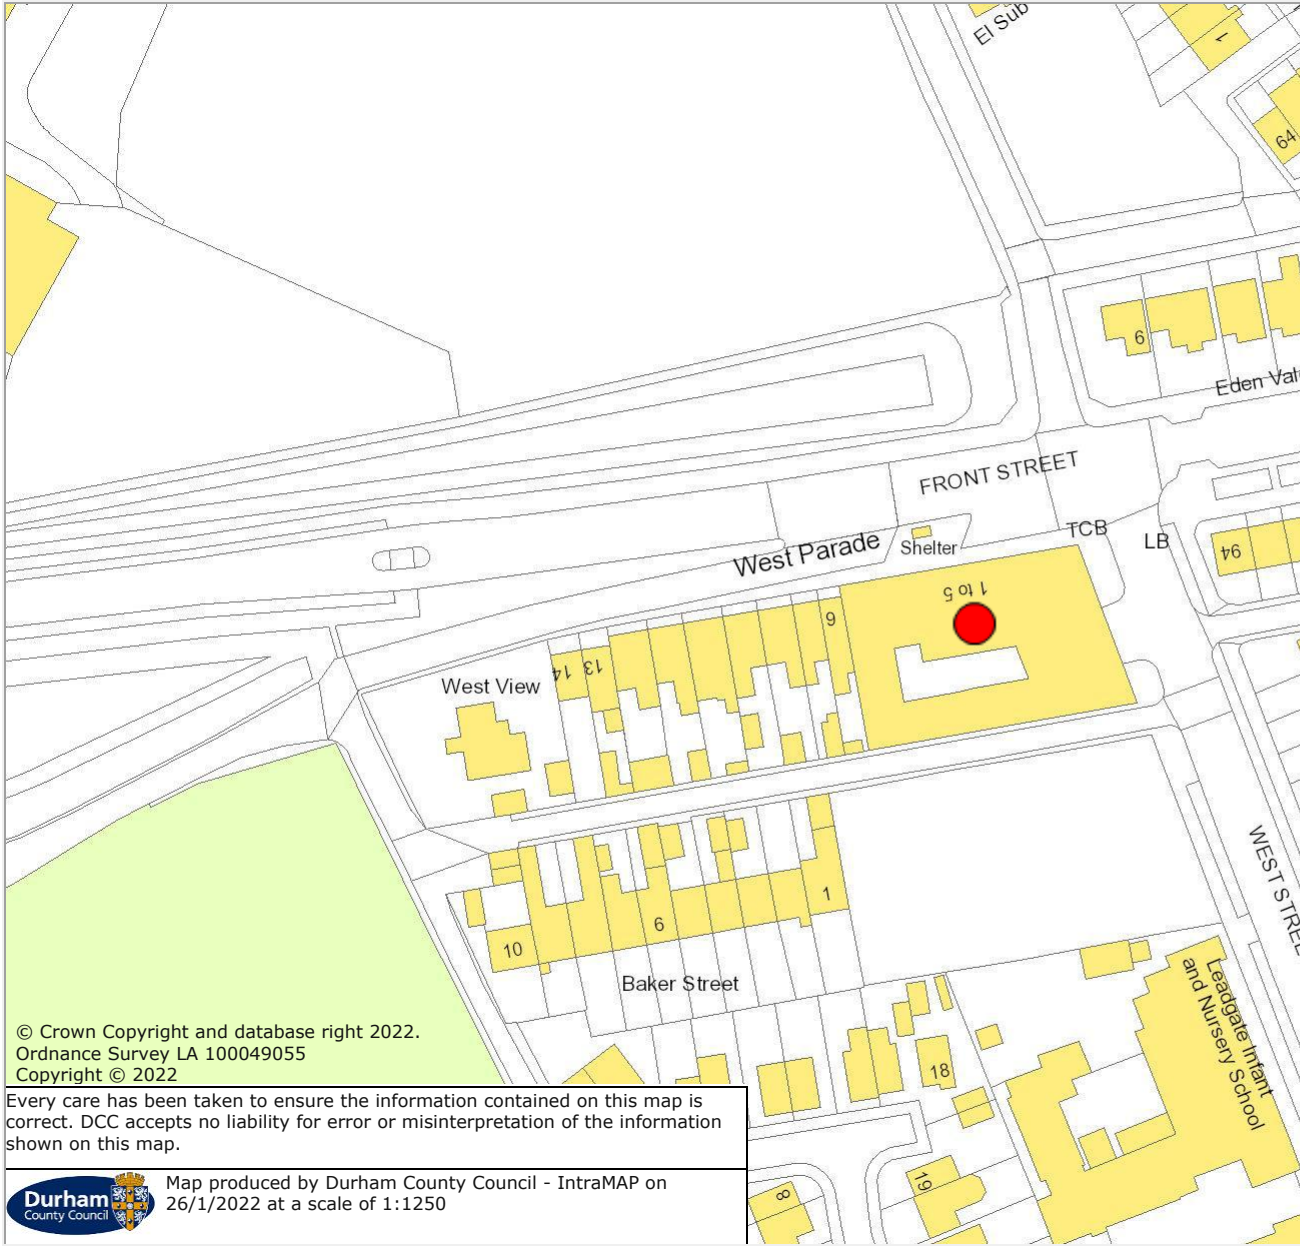 El Sub
1
64
9
Eden Val
FRONT STREET
TCB
LB
94
West Parade
Shelter
1 to 5
6
13
14
West View
WEST STREE
1
6
10
Baker Street
Leadgate Infant
and Nursery School
18
19
8
© Crown Copyright and database right 2022.
Ordnance Survey LA 100049055
Copyright © 2022
Every care has been taken to ensure the information contained on this map is
correct. DCC accepts no liability for error or misinterpretation of the information
shown on this map.
Durham
County Council
Map produced by Durham County Council - IntraMAP on
26/1/2022 at a scale of 1:1250